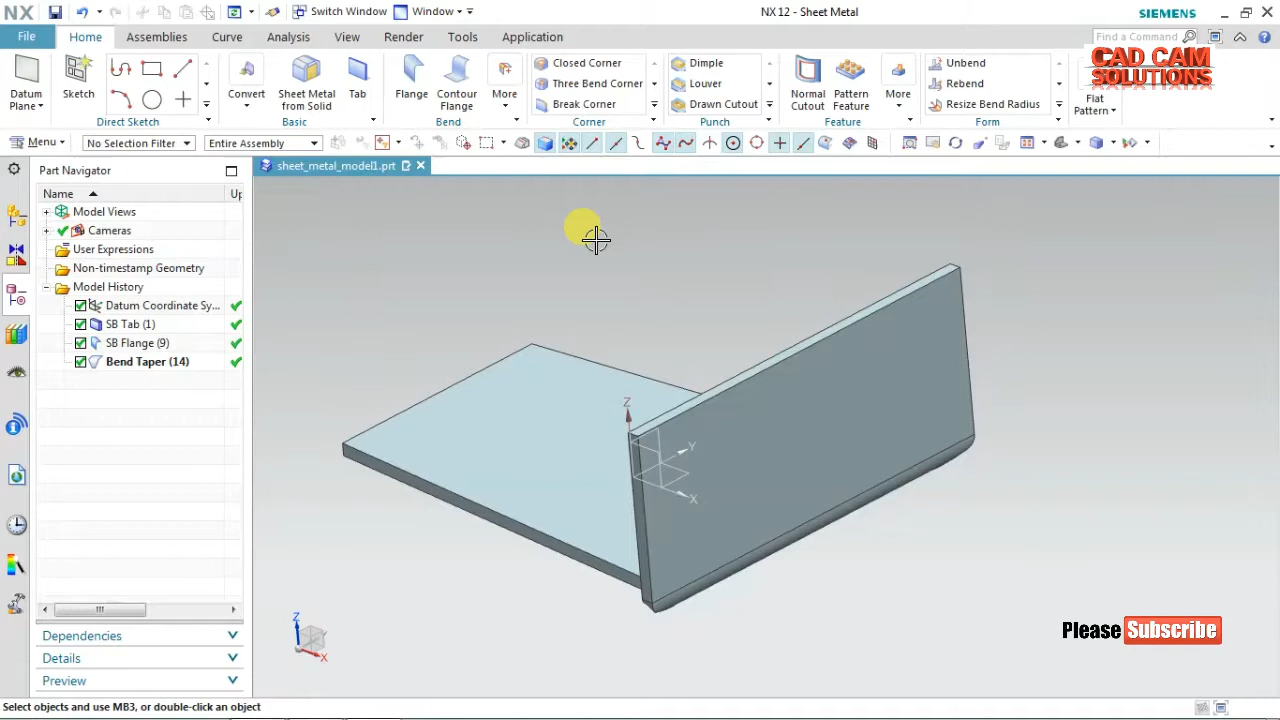 NX
Switch Window
Window
NX 12 - Sheet Metal
SIEMENS
File
Home
Assemblies
Curve
Analysis
View
Render
Tools
Application
Find a Command
CAD CAM
SOLUTIONS
Datum
Plane
Sketch
Direct Sketch
Convert
Sheet Metal
from Solid
Tab
Basic
Flange
Contour
Flange
More
Bend
Closed Corner
Three Bend Corner
Break Corner
Corner
Dimple
Louver
Drawn Cutout
Punch
Normal
Cutout
Pattern
Feature
More
Feature
Unbend
Rebend
Resize Bend Radius
Form
Flat
Pattern
Menu
No Selection Filter
Entire Assembly
Part Navigator
sheet_metal_model1.prt
Name
Up
Model Views
Cameras
User Expressions
Non-timestamp Geometry
Model History
Datum Coordinate Sy...
SB Tab (1)
SB Flange (9)
Bend Taper (14)
Z
Y
X
Dependencies
Details
Preview
Z
X
Please Subscribe
Select objects and use MB3, or double-click an object